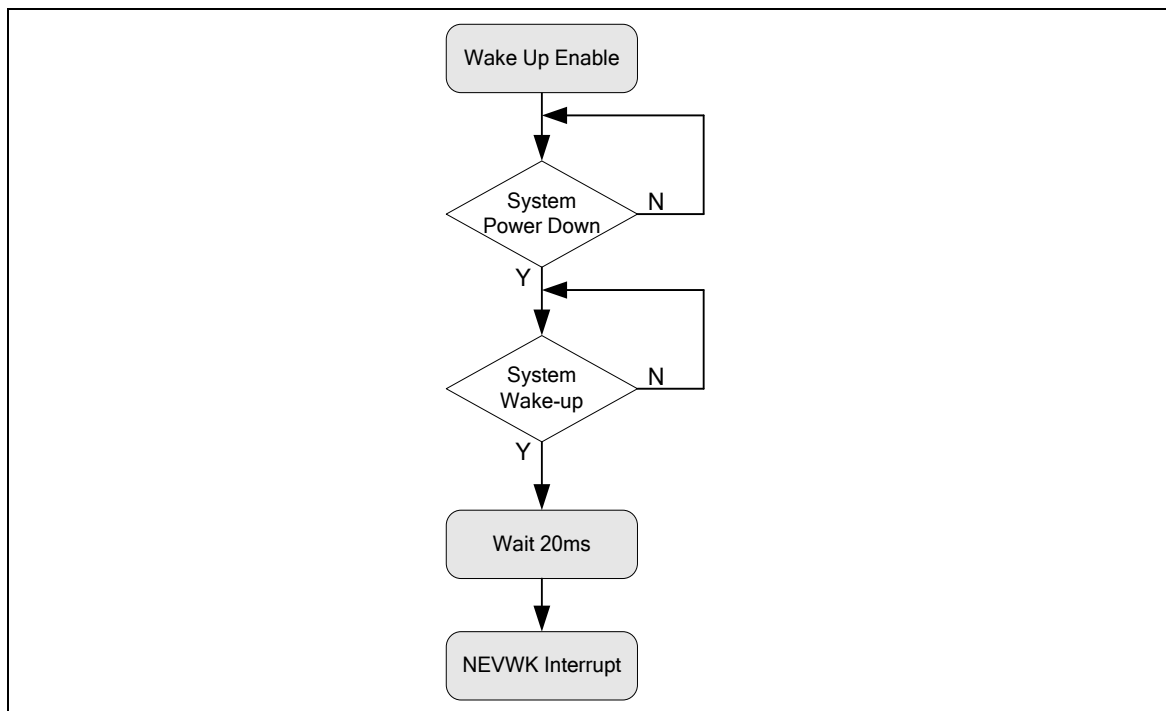 Wake Up Enable
System
Power Down
N
Y
System
Wake-up
N
Y
Wait 20ms
NEVWK Interrupt